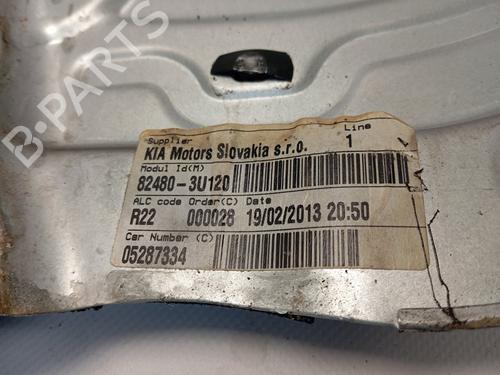 B-PARTS
Supplier Line
KIA Motors Slovakia s.r.o. 1
Modul Id(M)
82480-3U120
ALC code Order(C) Date
R22 000028 19/02/2013 20:50
Car Number (C)
05287334